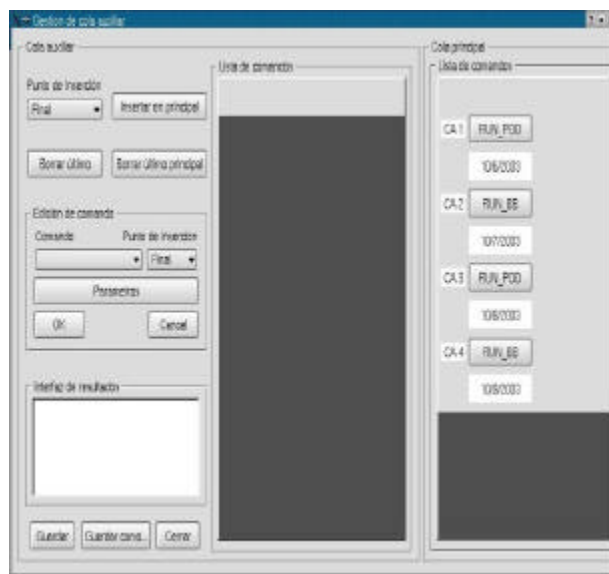 Gestion de cola auxiliar
Cola auxiliar
Punto de Inserción
Final
Insertar en principal
Borrar último
Borrar último principal
Edición de comando
Comando
Punto de inserción
Final
Parametros
OK
Cancel
Interfaz de resultados
Guardar
Guardar como...
Cerrar
Lista de comandos
Cola principal
Lista de comandos
CA 1 RUN_POD
10/6/2003
CA 2 RUN_BB
10/7/2003
CA 3 RUN_POD
10/8/2003
CA 4 RUN_BB
10/9/2003